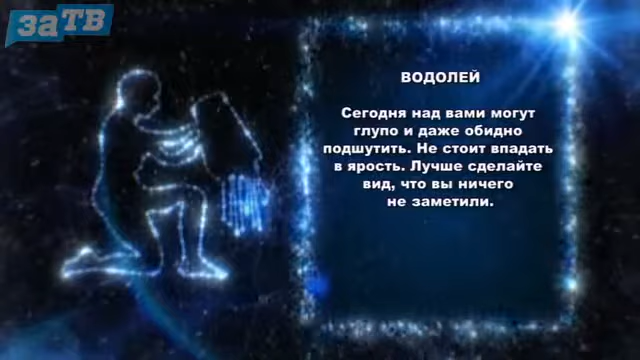 заТВ
ВОДОЛЕЙ
Сегодня над вами могут
глупо и даже обидно
подшутить. Не стоит впадать
в ярость. Лучше сделайте
вид, что вы ничего
не заметили.